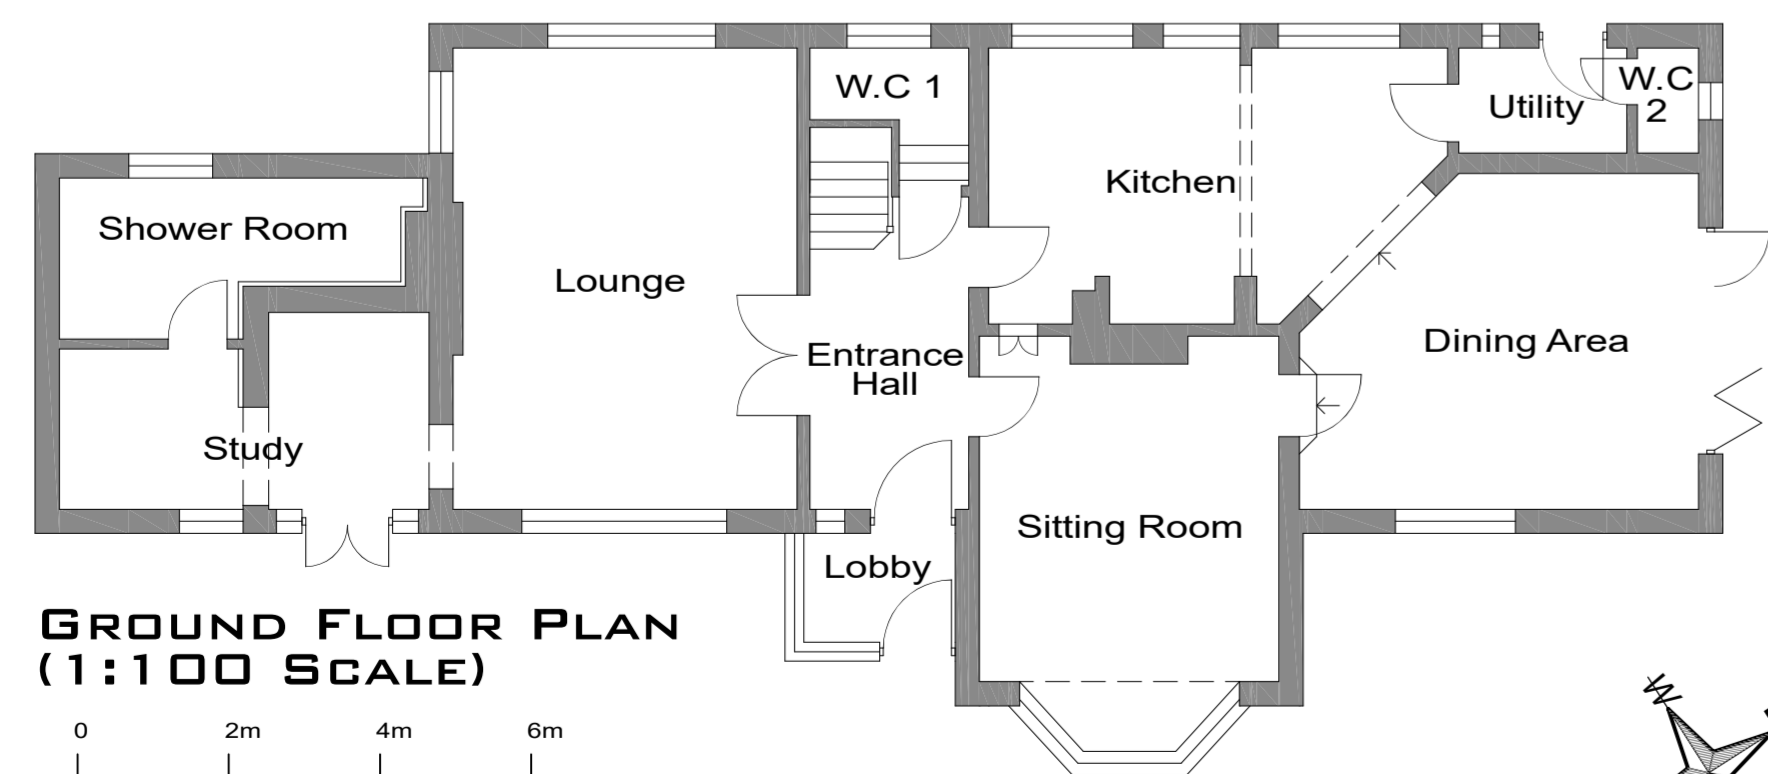 W.C 1
W.C
2
Utility
Kitchen
Shower Room
Lounge
Entrance
Hall
Dining Area
Study
Sitting Room
Lobby
GROUND FLOOR PLAN
(1:100 SCALE)
0 2m 4m 6m
W